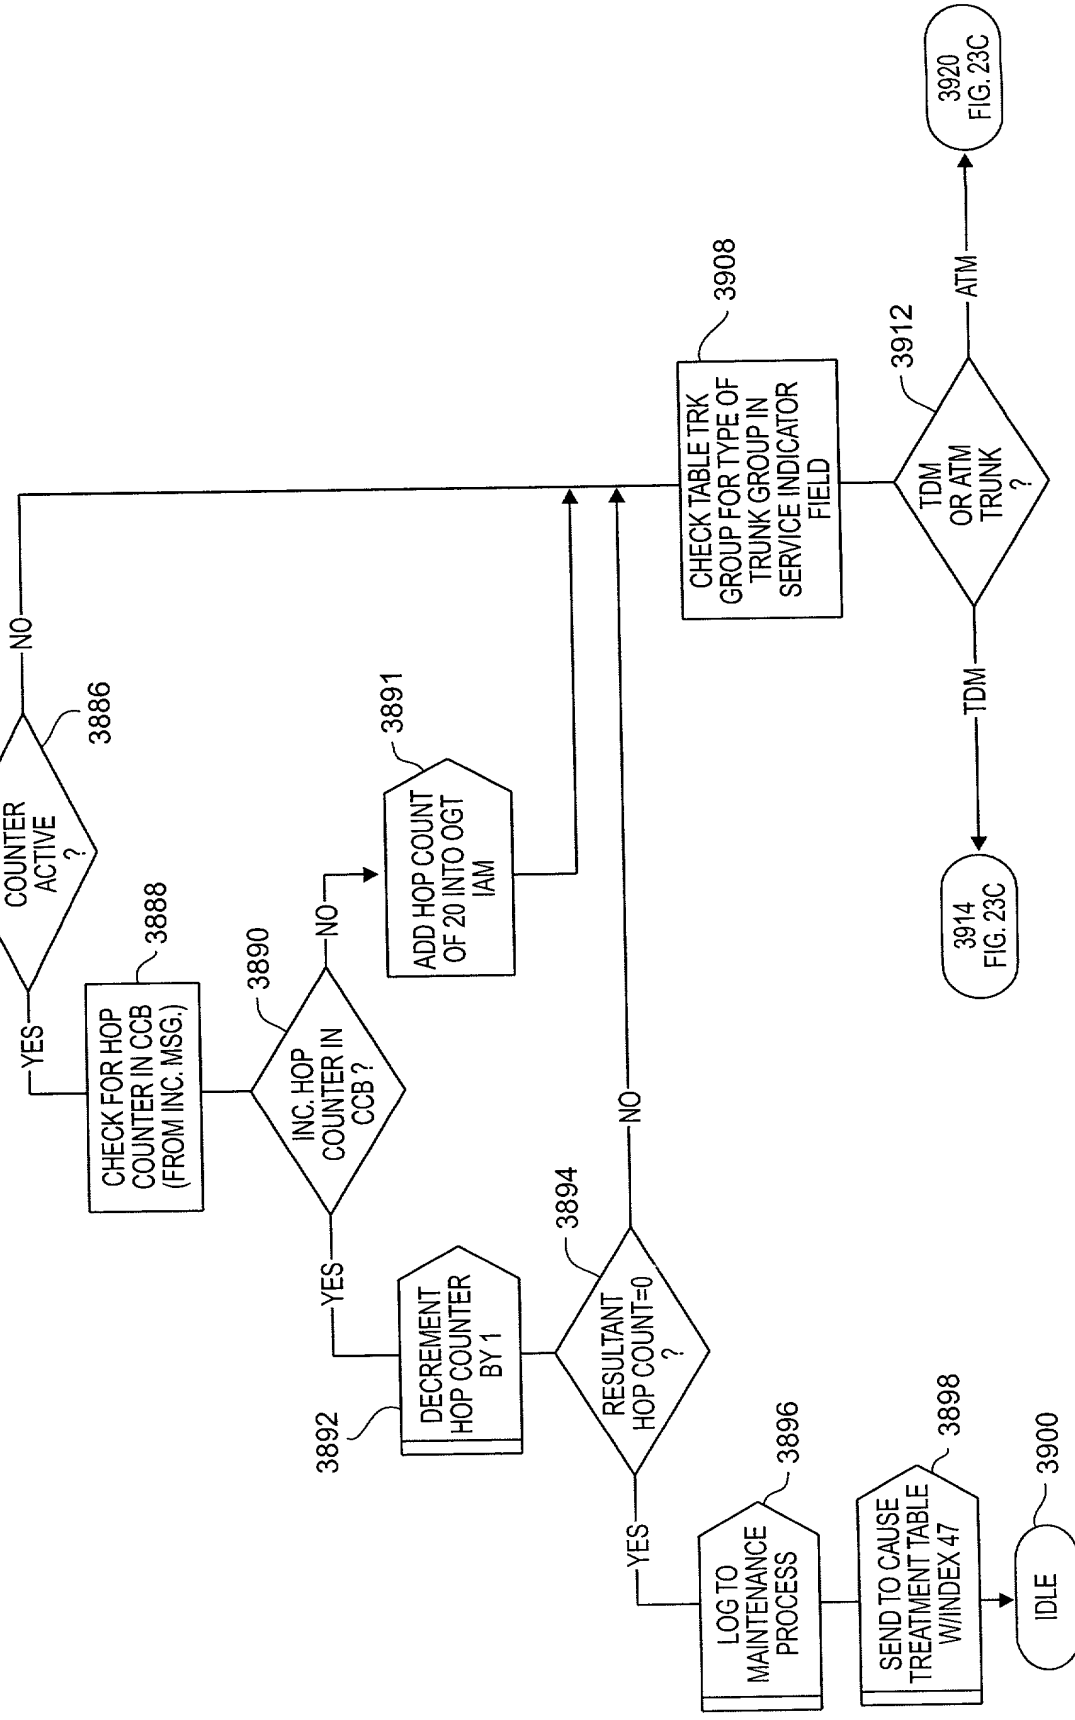 COUNTER
ACTIVE
?
3886
YES
NO
CHECK FOR HOP
COUNTER IN CCB
(FROM INC. MSG.)
3888
INC. HOP
COUNTER IN
CCB ?
3890
YES
NO
ADD HOP COUNT
OF 20 INTO OGT
IAM
3891
DECREMENT
HOP COUNTER
BY 1
3892
RESULTANT
HOP COUNT=0
?
3894
YES
NO
LOG TO
MAINTENANCE
PROCESS
3896
SEND TO CAUSE
TREATMENT TABLE
W/INDEX 47
3898
IDLE
3900
CHECK TABLE TRK
GROUP FOR TYPE OF
TRUNK GROUP IN
SERVICE INDICATOR
FIELD
3908
TDM
OR ATM
TRUNK
?
3912
TDM
ATM
3914
FIG. 23C
3920
FIG. 23C